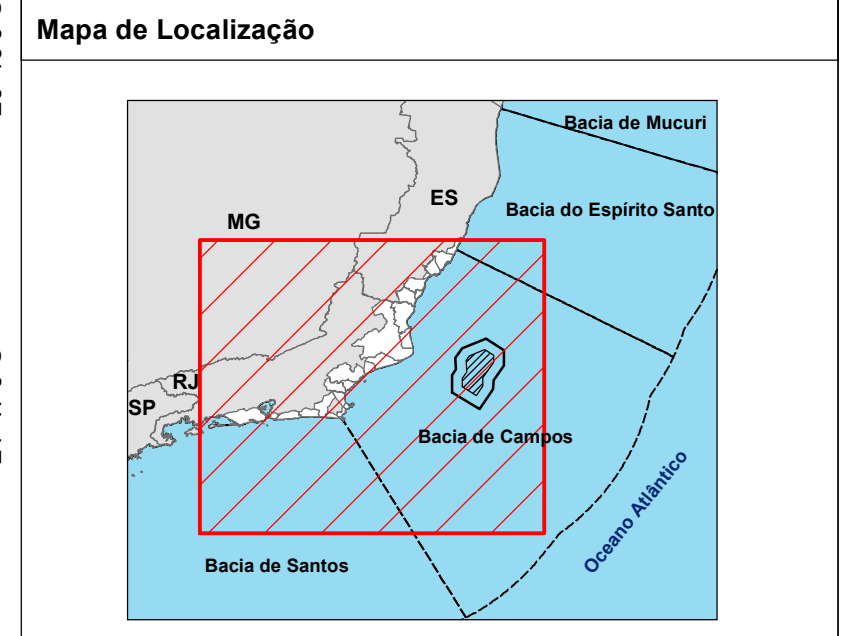 Mapa de Localização
Bacia de Mucuri
ES
Bacia do Espírito Santo
MG
RJ
SP
Bacia de Campos
Oceano Atlântico
Bacia de Santos